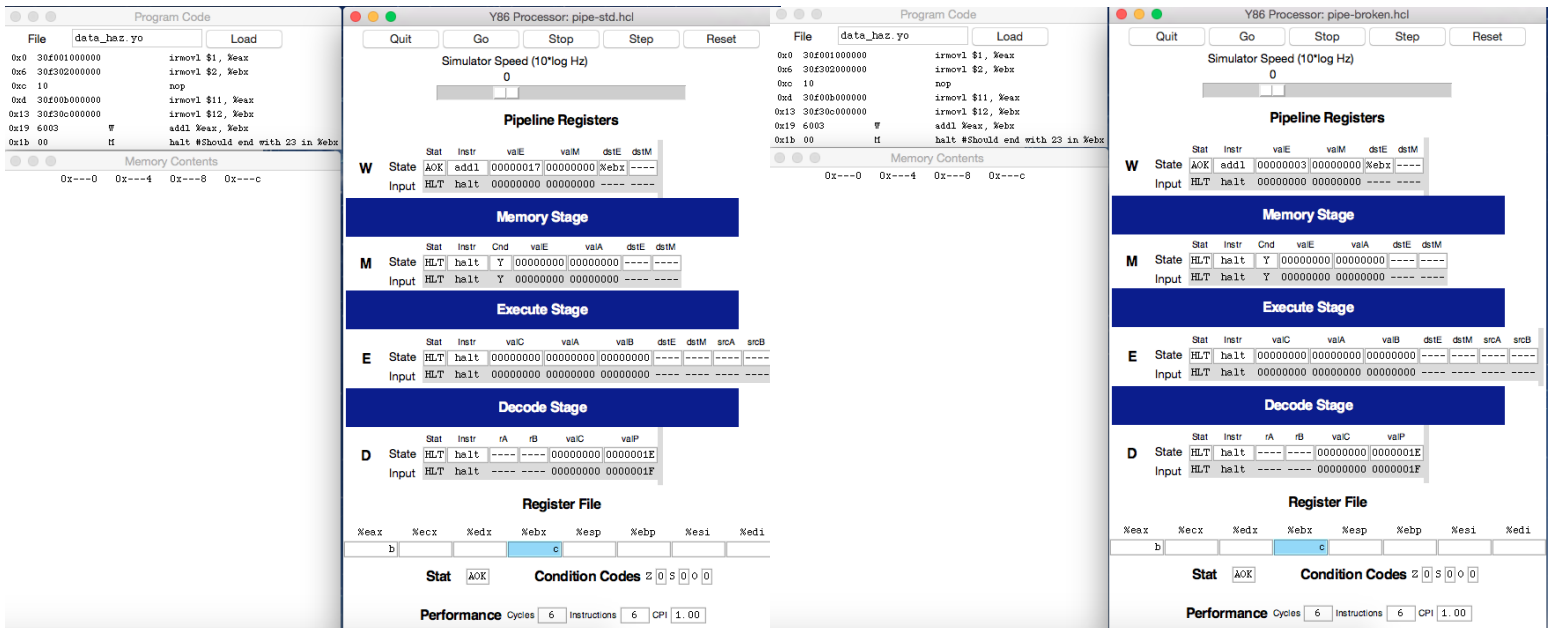 Program Code
File data_haz.yo Load
0x0 30f001000000 irmovl $1, %eax
0x6 30f302000000 irmovl $2, %ebx
0xc 10 nop
0xd 30f00b000000 irmovl $11, %eax
0x13 30f30c000000 irmovl $12, %ebx
0x19 6003 W addl %eax, %ebx
0x1b 00 M halt #Should end with 23 in %ebx
Memory Contents
0x---0 0x---4 0x---8 0x---c
Y86 Processor: pipe-std.hcl
Quit Go Stop Step Reset
Simulator Speed (10*log Hz)
0
Pipeline Registers
Stat Instr valE valM dstE dstM
W State AOK addl 00000017 00000000 %ebx ----
Input HLT halt 00000000 00000000 ---- ----
Memory Stage
Stat Instr Cnd valE valA dstE dstM
M State HLT halt Y 00000000 00000000 ---- ----
Input HLT halt Y 00000000 00000000 ---- ----
Execute Stage
Stat Instr valC valA valB dstE dstM srcA srcB
E State HLT halt 00000000 00000000 00000000 ---- ---- ---- ----
Input HLT halt 00000000 00000000 00000000 ---- ---- ---- ----
Decode Stage
Stat Instr rA rB valC valP
D State HLT halt ---- ---- 00000000 0000001E
Input HLT halt ---- ---- 00000000 0000001F
Register File
%eax %ecx %edx %ebx %esp %ebp %esi %edi
b c
Stat AOK Condition Codes Z 0 S 0 O 0
Performance Cycles 6 Instructions 6 CPI 1.00
Program Code
File data_haz.yo Load
0x0 30f001000000 irmovl $1, %eax
0x6 30f302000000 irmovl $2, %ebx
0xc 10 nop
0xd 30f00b000000 irmovl $11, %eax
0x13 30f30c000000 irmovl $12, %ebx
0x19 6003 W addl %eax, %ebx
0x1b 00 M halt #Should end with 23 in %ebx
Memory Contents
0x---0 0x---4 0x---8 0x---c
Y86 Processor: pipe-broken.hcl
Quit Go Stop Step Reset
Simulator Speed (10*log Hz)
0
Pipeline Registers
Stat Instr valE valM dstE dstM
W State AOK addl 00000003 00000000 %ebx ----
Input HLT halt 00000000 00000000 ---- ----
Memory Stage
Stat Instr Cnd valE valA dstE dstM
M State HLT halt Y 00000000 00000000 ---- ----
Input HLT halt Y 00000000 00000000 ---- ----
Execute Stage
Stat Instr valC valA valB dstE dstM srcA srcB
E State HLT halt 00000000 00000000 00000000 ---- ---- ---- ----
Input HLT halt 00000000 00000000 00000000 ---- ---- ---- ----
Decode Stage
Stat Instr rA rB valC valP
D State HLT halt ---- ---- 00000000 0000001E
Input HLT halt ---- ---- 00000000 0000001F
Register File
%eax %ecx %edx %ebx %esp %ebp %esi %edi
b c
Stat AOK Condition Codes Z 0 S 0 O 0
Performance Cycles 6 Instructions 6 CPI 1.00